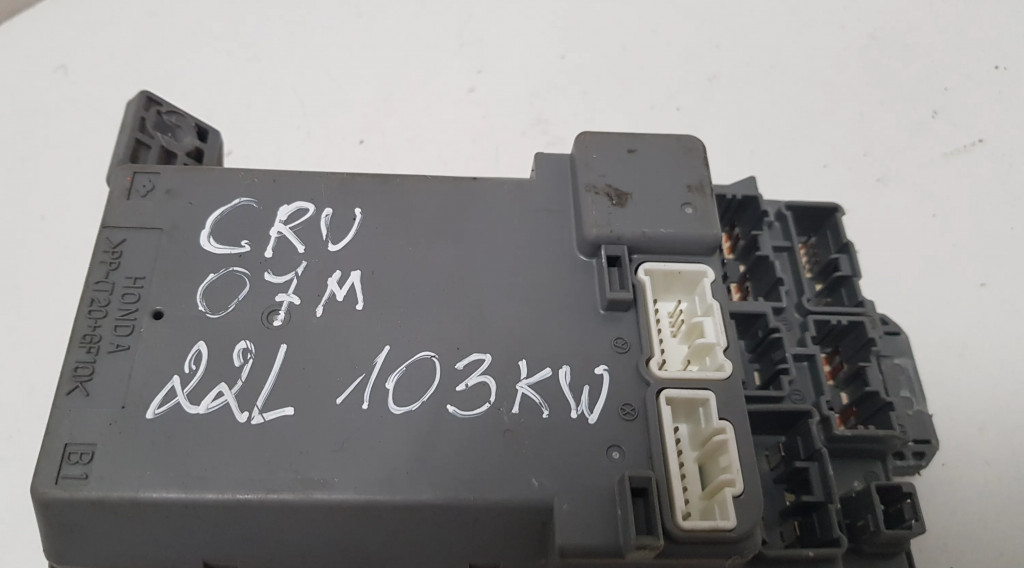 CRV
07M
22L 103KW
HONDA
>PP-(T20+GF10)<
B1